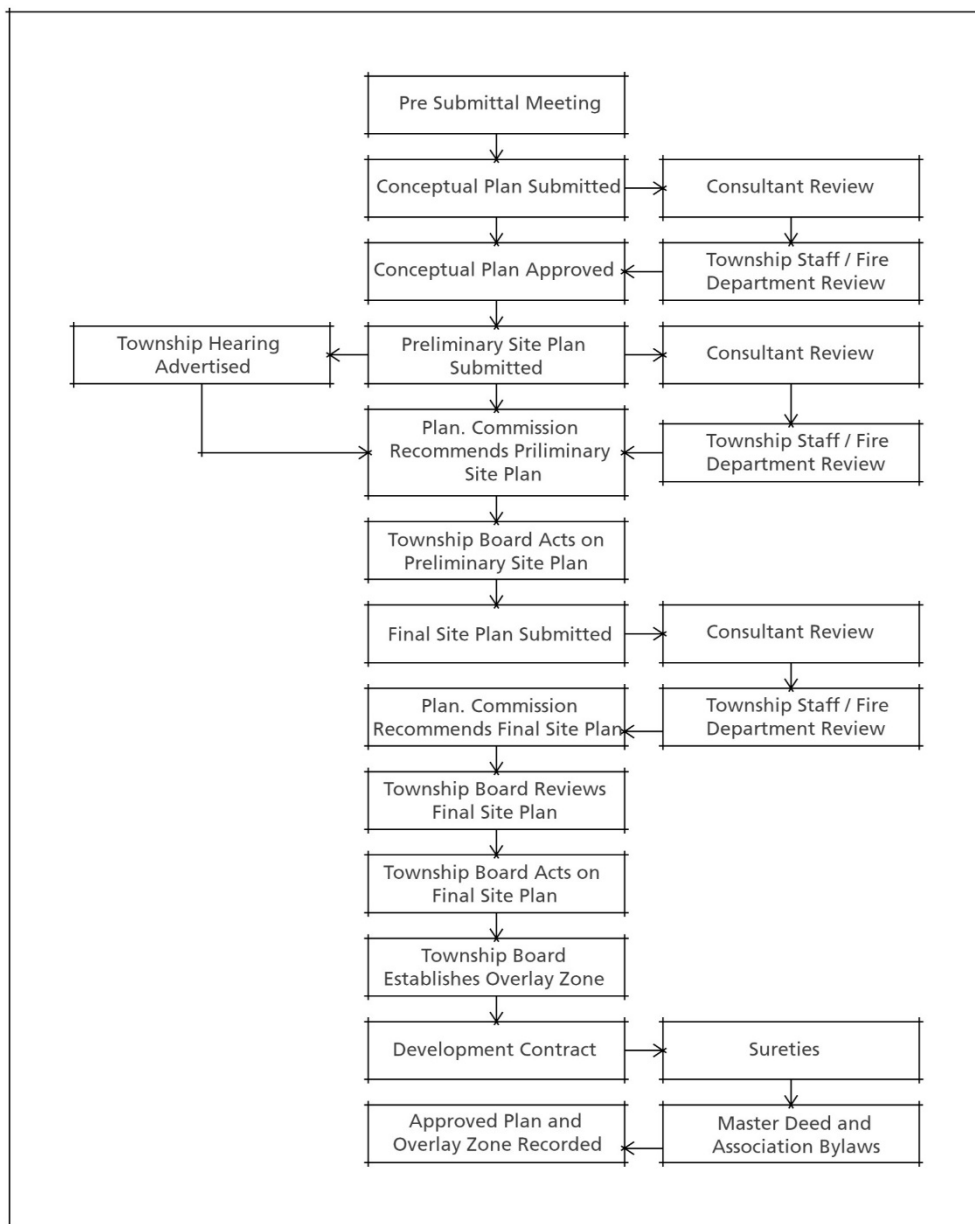 Pre Submittal Meeting
Conceptual Plan Submitted
Consultant Review
Conceptual Plan Approved
Township Staff / Fire
Department Review
Township Hearing
Advertised
Preliminary Site Plan
Submitted
Consultant Review
Plan. Commission
Recommends Priliminary
Site Plan
Township Staff / Fire
Department Review
Township Board Acts on
Preliminary Site Plan
Final Site Plan Submitted
Consultant Review
Plan. Commission
Recommends Final Site Plan
Township Staff / Fire
Department Review
Township Board Reviews
Final Site Plan
Township Board Acts on
Final Site Plan
Township Board
Establishes Overlay Zone
Development Contract
Sureties
Approved Plan and
Overlay Zone Recorded
Master Deed and
Association Bylaws